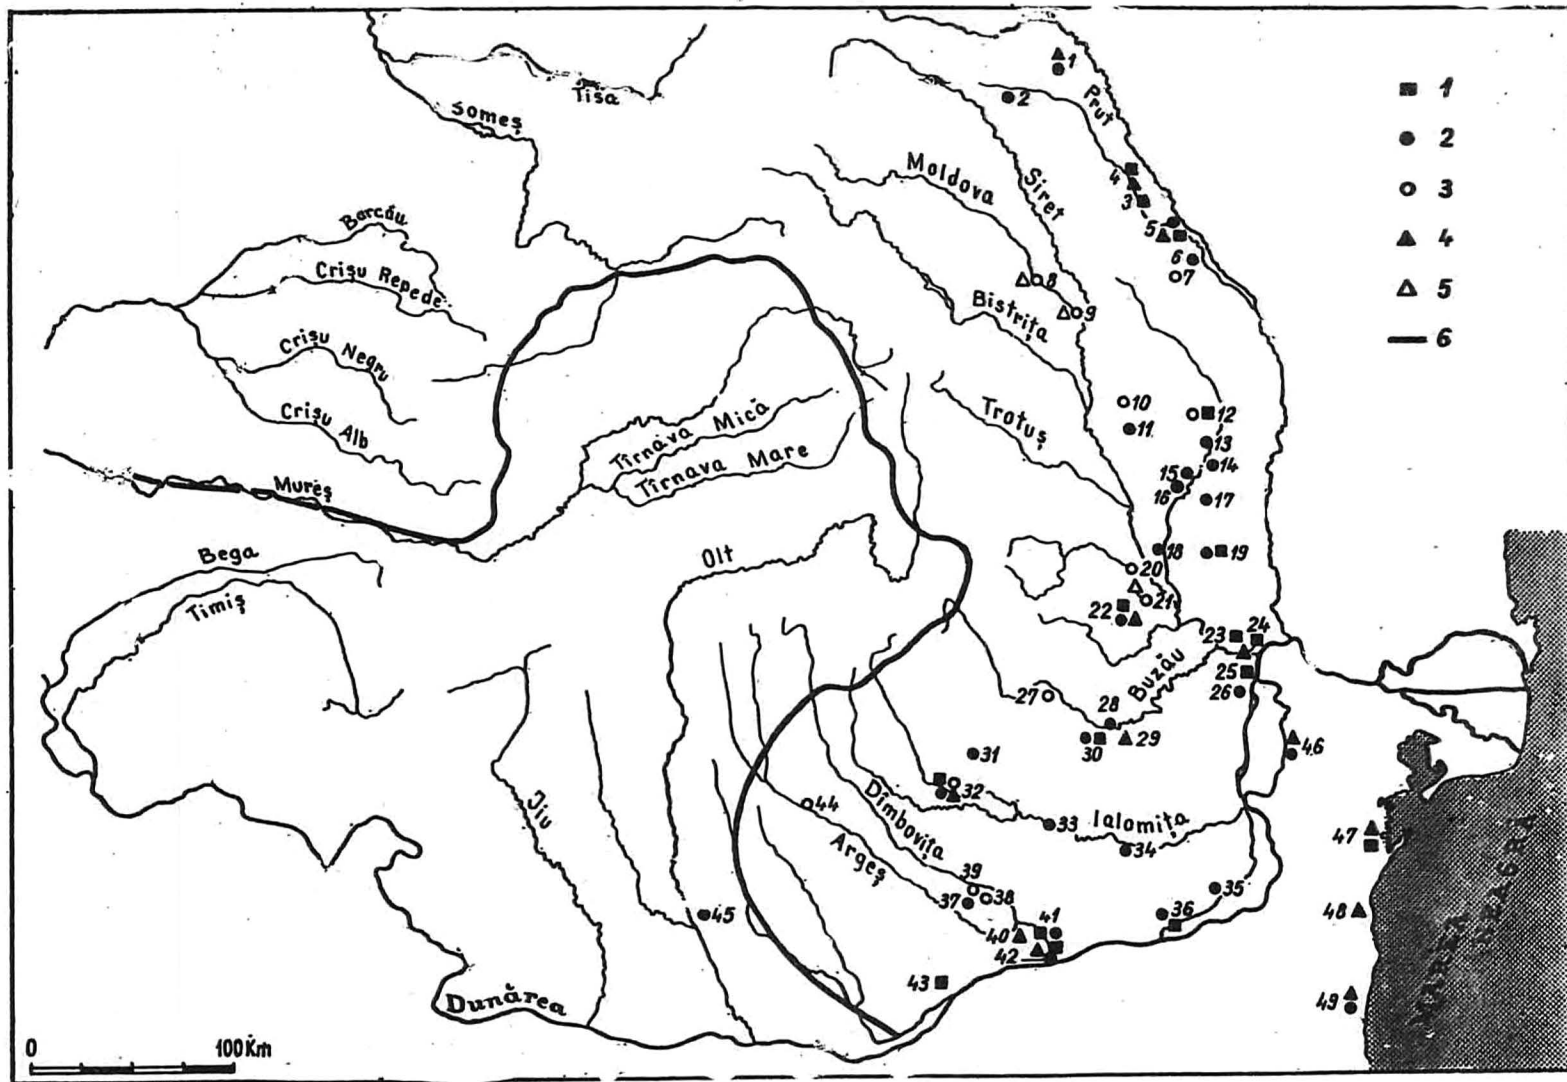 1
Prut
2
Tisa
Someș
Moldova
Siret
4
3
5
6
7
8
9
Bistrița
Barcău
Crișu Repede
Crișu Negru
Crișu Alb
Mureș
Tîrnava Mică
Tîrnava Mare
Trotuș
10
11
12
13
14
15
16
17
18
19
20
21
22
23
24
25
26
Bega
Timiș
Olt
Buzău
27
28
29
30
31
32
33
34
35
36
37
38
39
40
41
42
43
44
45
46
47
48
49
Jiu
Dîmbovița
Argeș
Ialomița
Dunărea
MAREA
NEAGRĂ
0 100Km
1
2
3
4
5
6